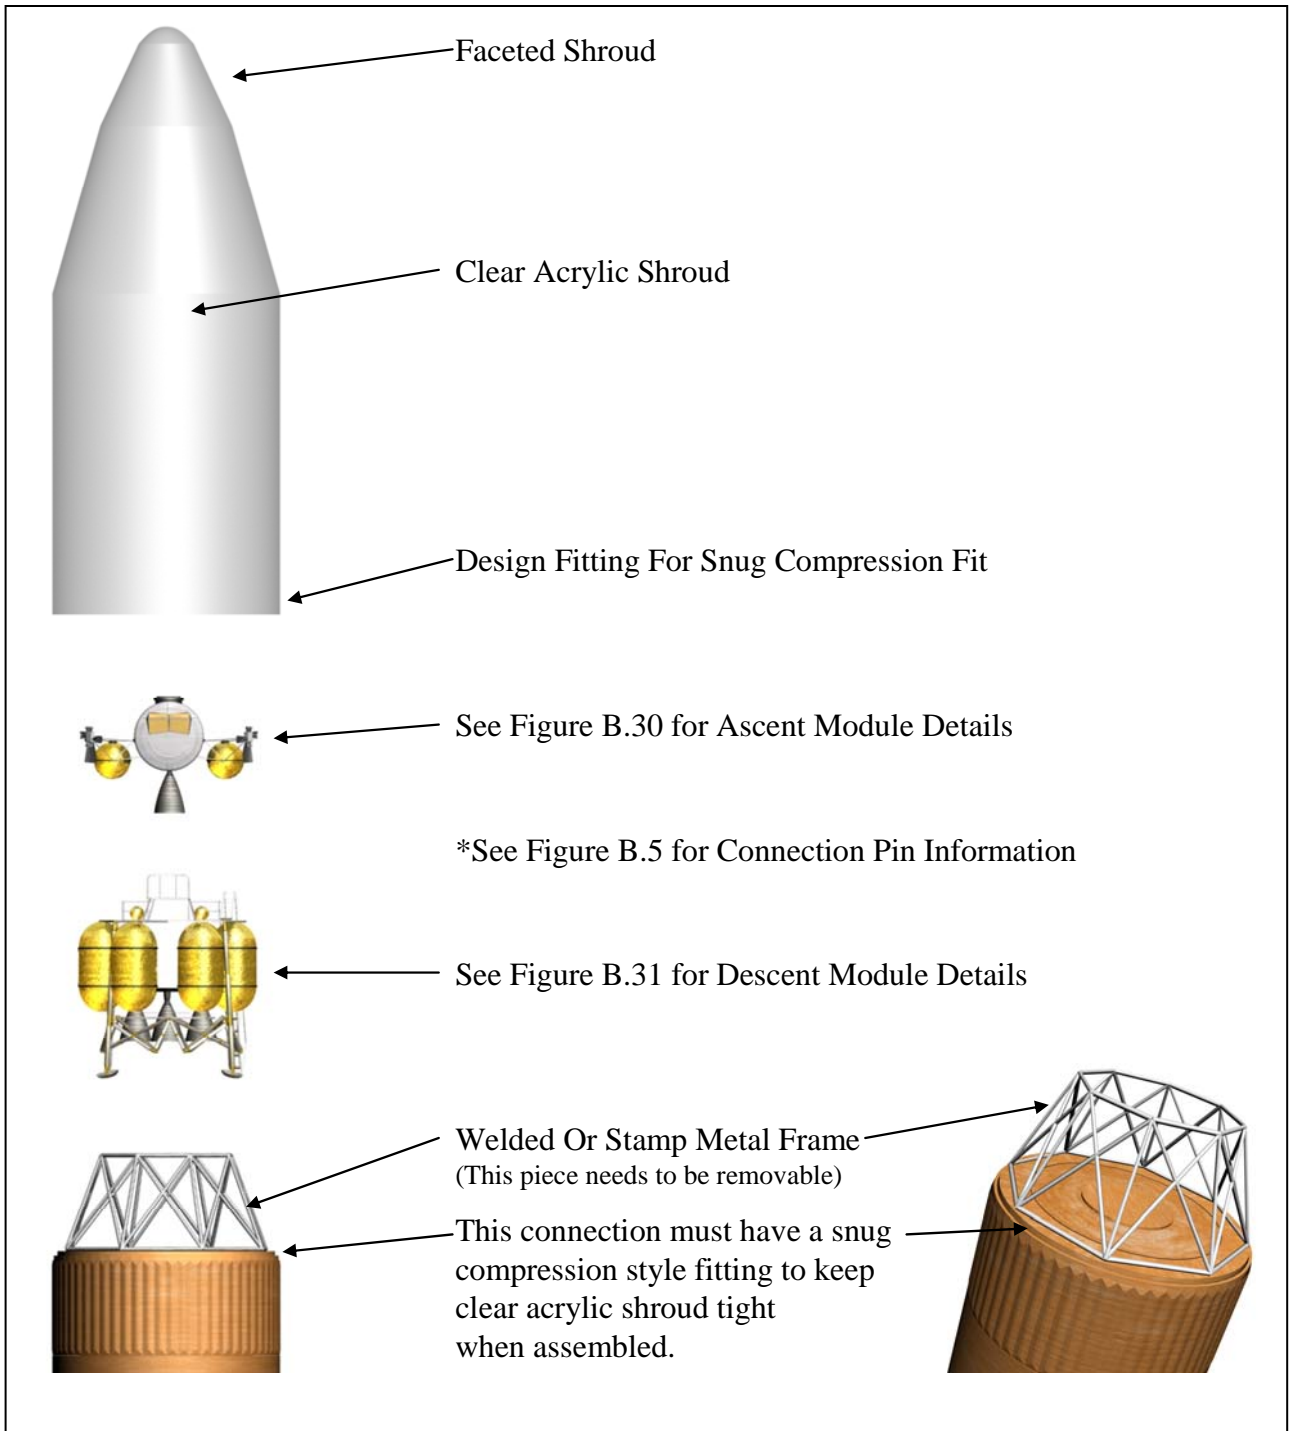 Faceted Shroud
Clear Acrylic Shroud
Design Fitting For Snug Compression Fit
See Figure B.30 for Ascent Module Details
*See Figure B.5 for Connection Pin Information
See Figure B.31 for Descent Module Details
Welded Or Stamp Metal Frame
(This piece needs to be removable)
This connection must have a snug
compression style fitting to keep
clear acrylic shroud tight
when assembled.